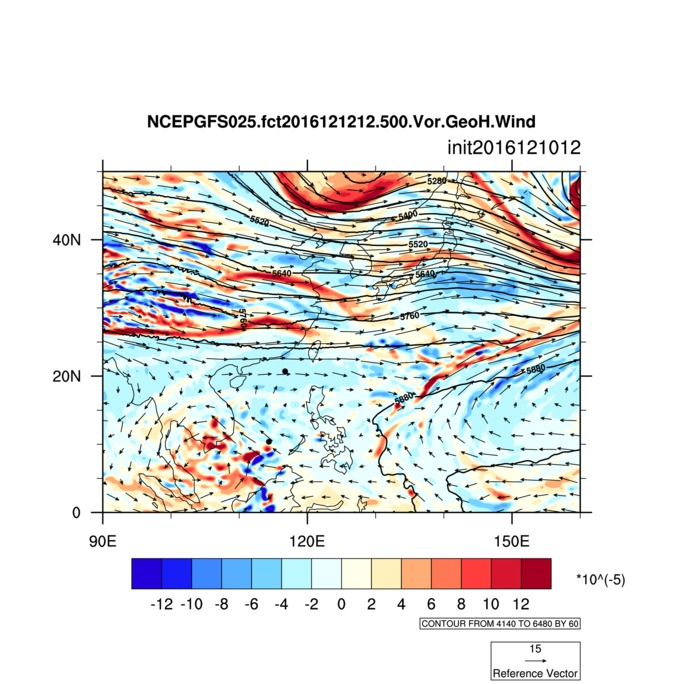 NCEPGFS025.fct2016121212.500.Vor.GeoH.Wind
init2016121012
5280
5520
5400
40N
5520
5640
5640
5760
5760
20N
5880
5880
0
90E 120E 150E
-12 -10 -8 -6 -4 -2 0 2 4 6 8 10 12
*10^(-5)
CONTOUR FROM 4140 TO 6480 BY 60
15
Reference Vector